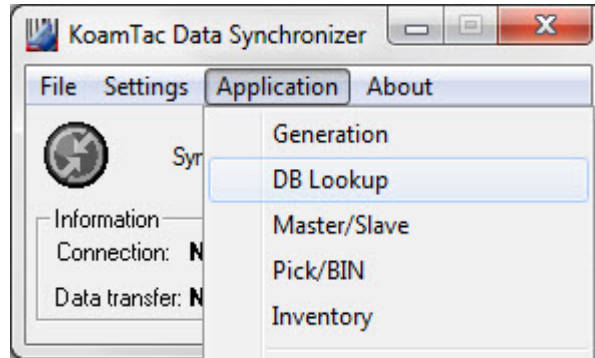 KoamTac Data Synchronizer
File Settings Application About
Generation
DB Lookup
Master/Slave
Pick/BIN
Inventory
Information
Connection:
Data transfer: